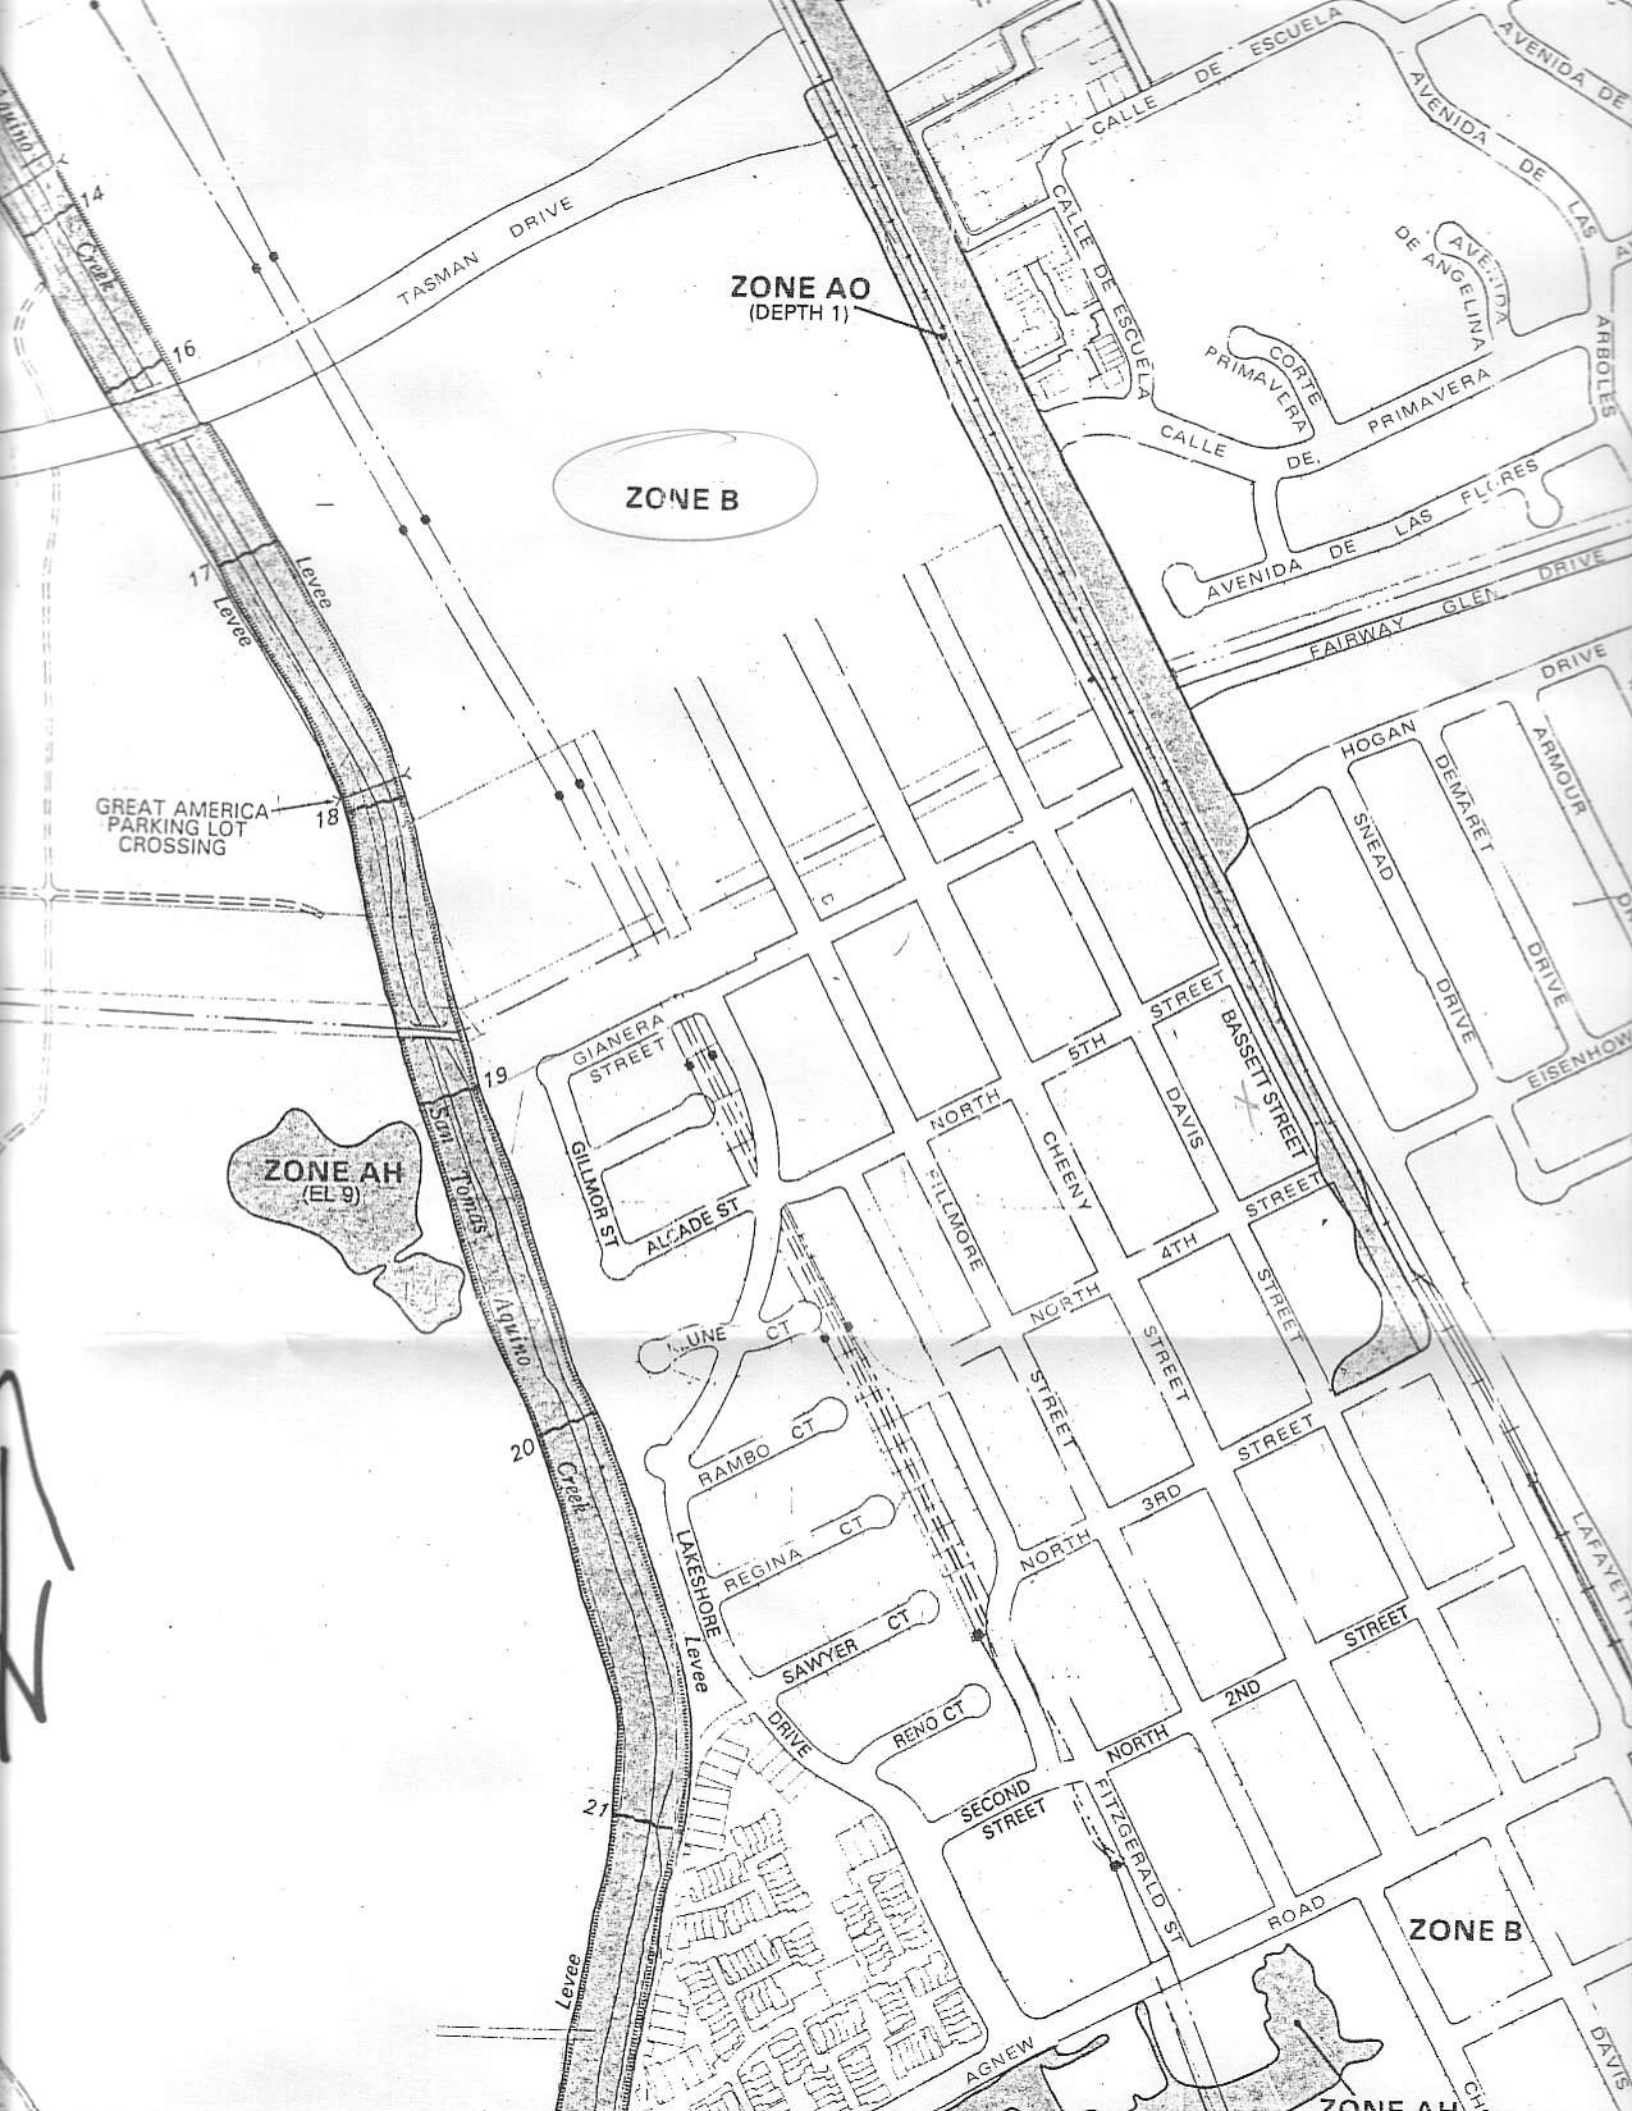 CALLE DE ESCUELA
AVENIDA DE
AVENIDA DE LAS
ARBOLES
Aquino
14
Creek
16
TASMAN DRIVE
ZONE AO
(DEPTH 1)
CALLE DE ESCUELA
AVENIDA
DE ANGELINA
CORTE
PRIMAVERA
CALLE DE PRIMAVERA
ZONE B
AVENIDA DE LAS FLORES
FAIRWAY GLEN DRIVE
17
Levee
Levee
HOGAN DRIVE
DEMARET DRIVE
ARMOUR
SNEAD DRIVE
GREAT AMERICA
PARKING LOT
CROSSING
18
C
EISENHOW
GIANERA
STREET
19
NORTH 5TH STREET
BASSETT STREET
DAVIS STREET
CHEENY STREET
FILLMORE STREET
San Tomas Aquino Creek
ZONE AH
(EL 9)
GILLMOR ST
ALCADE ST
NORTH 4TH STREET
LUNE CT
20
RAMBO CT
REGINA CT
LAKESHORE DRIVE
Levee
SAWYER CT
RENO CT
NORTH 3RD STREET
LAFAYETT
NORTH 2ND STREET
SECOND
STREET
FITZGERALD ST
21
Levee
AGNEW ROAD
ZONE B
DAVIS
CH
ZONE AH